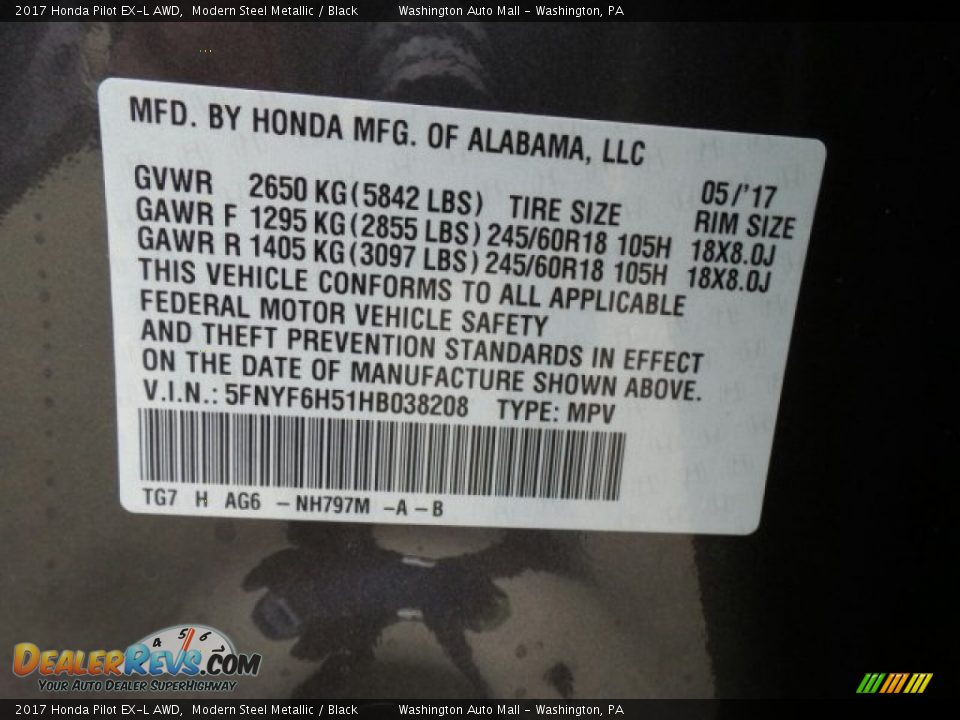 2017 Honda Pilot EX-L AWD,  Modern Steel Metallic / Black  Washington Auto Mall - Washington, PA
MFD. BY HONDA MFG. OF ALABAMA, LLC
05/'17
GVWR 2650 KG(5842 LBS) TIRE SIZE RIM SIZE
GAWR F 1295 KG(2855 LBS) 245/60R18 105H 18X8.0J
GAWR R 1405 KG(3097 LBS) 245/60R18 105H 18X8.0J
THIS VEHICLE CONFORMS TO ALL APPLICABLE
FEDERAL MOTOR VEHICLE SAFETY
AND THEFT PREVENTION STANDARDS IN EFFECT
ON THE DATE OF MANUFACTURE SHOWN ABOVE.
V.I.N.: 5FNYF6H51HB038208 TYPE: MPV
TG7 H AG6 -NH797M -A-B
4 5 6
DEALERREVS.COM
YOUR AUTO DEALER SUPERHIGHWAY
2017 Honda Pilot EX-L AWD,  Modern Steel Metallic / Black  Washington Auto Mall - Washington, PA